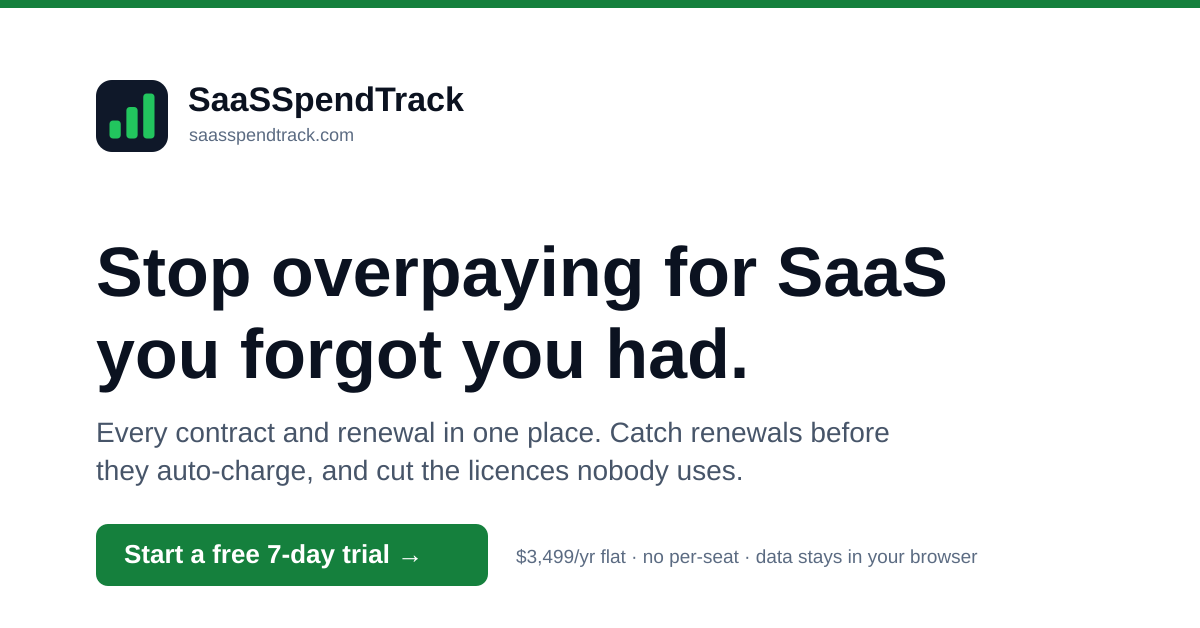 SaaSSpendTrack
saasspendtrack.com
Stop overpaying for SaaS
you forgot you had.
Every contract and renewal in one place. Catch renewals before
they auto-charge, and cut the licences nobody uses.
Start a free 7-day trial →
$3,499/yr flat · no per-seat · data stays in your browser